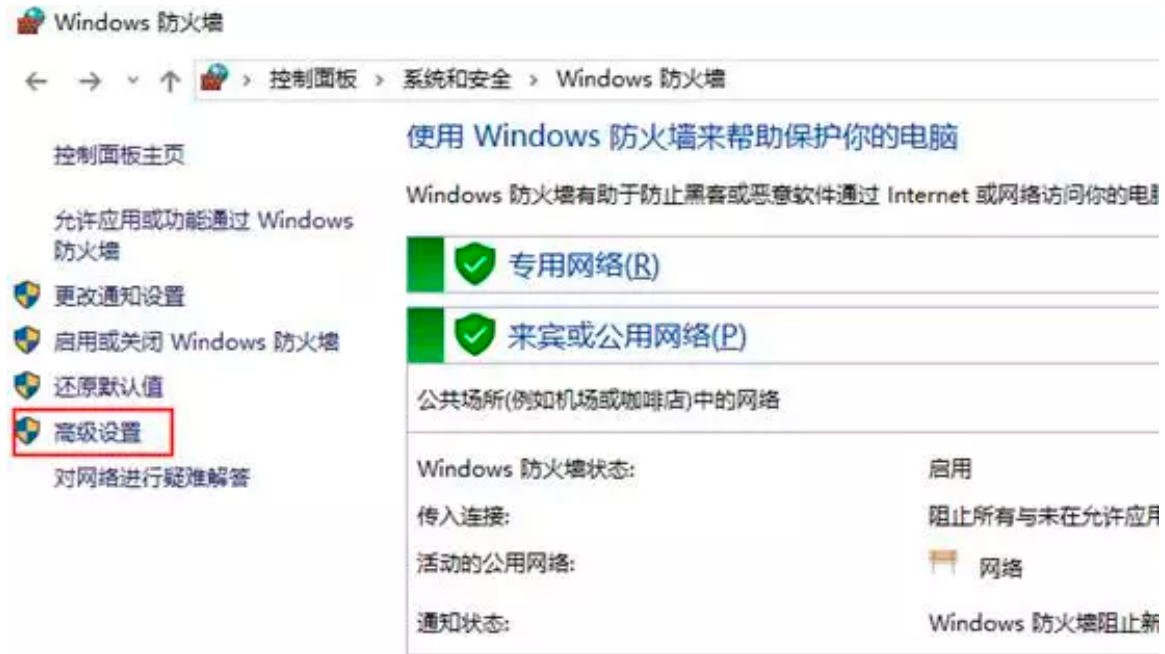 Windows 防火墙
控制面板 > 系统和安全 > Windows 防火墙
控制面板主页
允许应用或功能通过 Windows
防火墙
更改通知设置
启用或关闭 Windows 防火墙
还原默认值
高级设置
对网络进行疑难解答
使用 Windows 防火墙来帮助保护你的电脑
Windows 防火墙有助于防止黑客或恶意软件通过 Internet 或网络访问你的电脑
专用网络(R)
来宾或公用网络(P)
公共场所(例如机场或咖啡店)中的网络
Windows 防火墙状态: 启用
传入连接: 阻止所有与未在允许应用
活动的公用网络: 网络
通知状态: Windows 防火墙阻止新